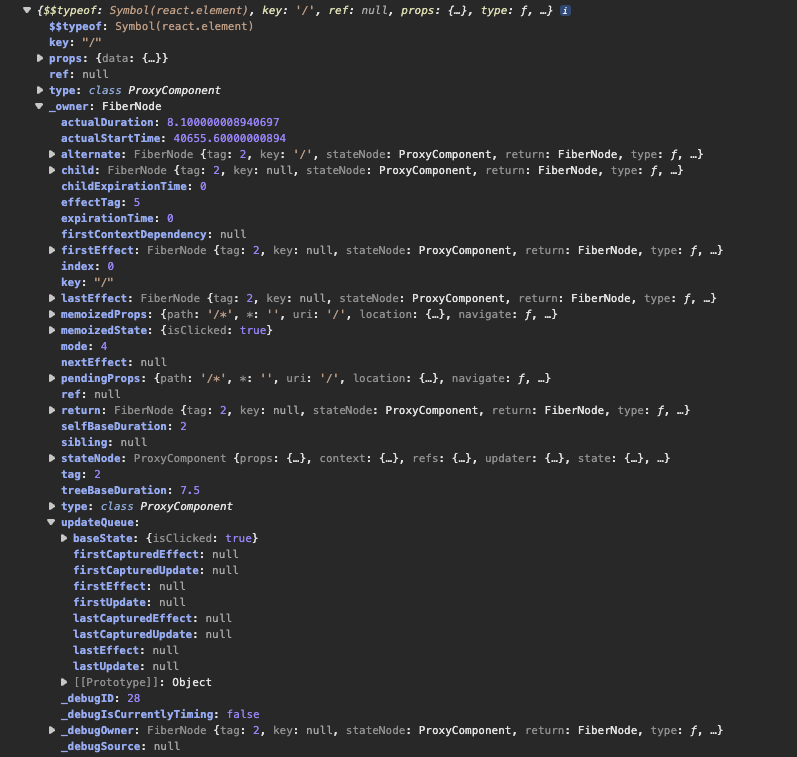 {$$typeof: Symbol(react.element), key: '/', ref: null, props: {…}, type: ƒ, …} i
$$typeof: Symbol(react.element)
key: "/"
props: {data: {…}}
ref: null
type: class ProxyComponent
_owner: FiberNode
actualDuration: 8.100000008940697
actualStartTime: 40655.60000000894
alternate: FiberNode {tag: 2, key: '/', stateNode: ProxyComponent, return: FiberNode, type: ƒ, …}
child: FiberNode {tag: 2, key: null, stateNode: ProxyComponent, return: FiberNode, type: ƒ, …}
childExpirationTime: 0
effectTag: 5
expirationTime: 0
firstContextDependency: null
firstEffect: FiberNode {tag: 2, key: null, stateNode: ProxyComponent, return: FiberNode, type: ƒ, …}
index: 0
key: "/"
lastEffect: FiberNode {tag: 2, key: null, stateNode: ProxyComponent, return: FiberNode, type: ƒ, …}
memoizedProps: {path: '/*', *: '', uri: '/', location: {…}, navigate: ƒ, …}
memoizedState: {isClicked: true}
mode: 4
nextEffect: null
pendingProps: {path: '/*', *: '', uri: '/', location: {…}, navigate: ƒ, …}
ref: null
return: FiberNode {tag: 2, key: null, stateNode: ProxyComponent, return: FiberNode, type: ƒ, …}
selfBaseDuration: 2
sibling: null
stateNode: ProxyComponent {props: {…}, context: {…}, refs: {…}, updater: {…}, state: {…}, …}
tag: 2
treeBaseDuration: 7.5
type: class ProxyComponent
updateQueue:
baseState: {isClicked: true}
firstCapturedEffect: null
firstCapturedUpdate: null
firstEffect: null
firstUpdate: null
lastCapturedEffect: null
lastCapturedUpdate: null
lastEffect: null
lastUpdate: null
[[Prototype]]: Object
_debugID: 28
_debugIsCurrentlyTiming: false
_debugOwner: FiberNode {tag: 2, key: null, stateNode: ProxyComponent, return: FiberNode, type: ƒ, …}
_debugSource: null